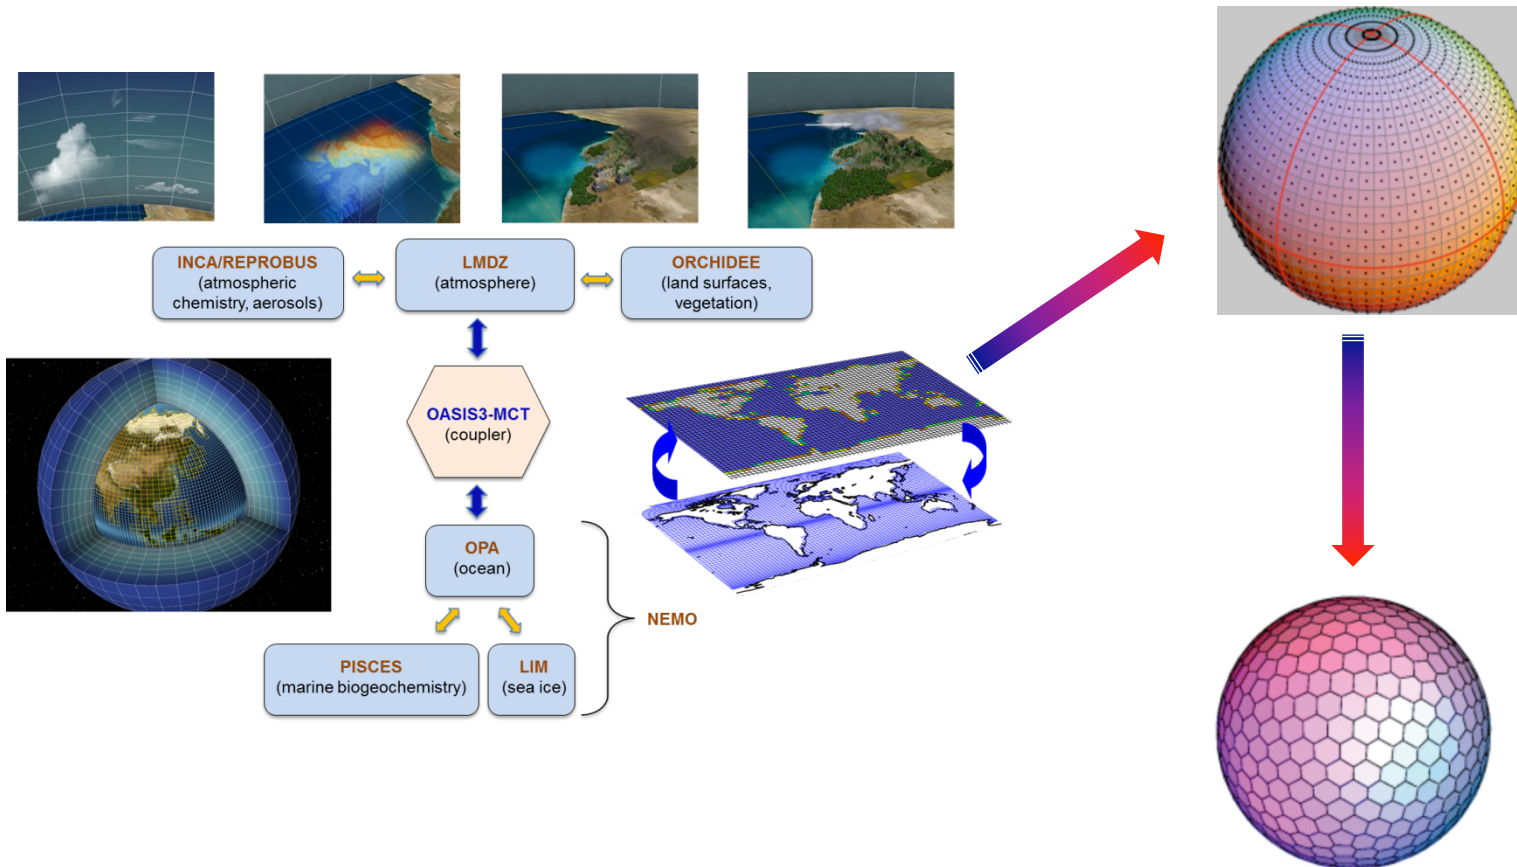 INCA/REPROBUS
(atmospheric
chemistry, aerosols)
LMDZ
(atmosphere)
ORCHIDEE
(land surfaces,
vegetation)
OASIS3-MCT
(coupler)
OPA
(ocean)
NEMO
PISCES
(marine biogeochemistry)
LIM
(sea ice)